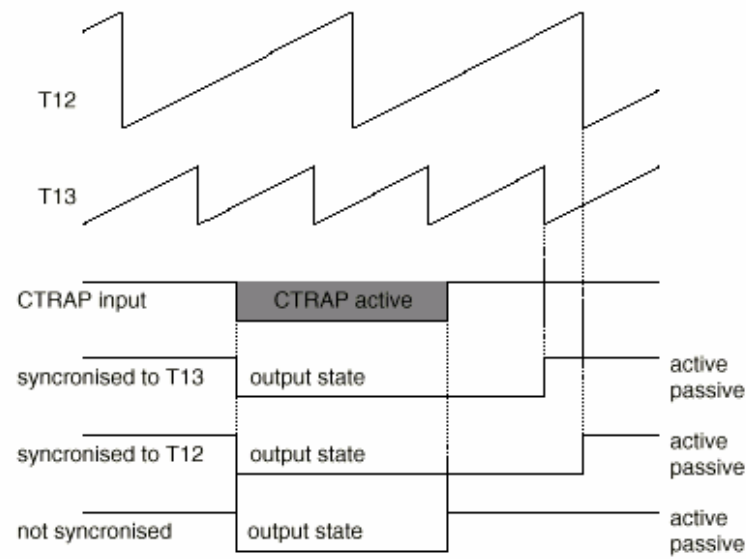 T12
T13
CTRAP input
CTRAP active
syncronised to T13
output state
active
passive
syncronised to T12
output state
active
passive
not syncronised
output state
active
passive